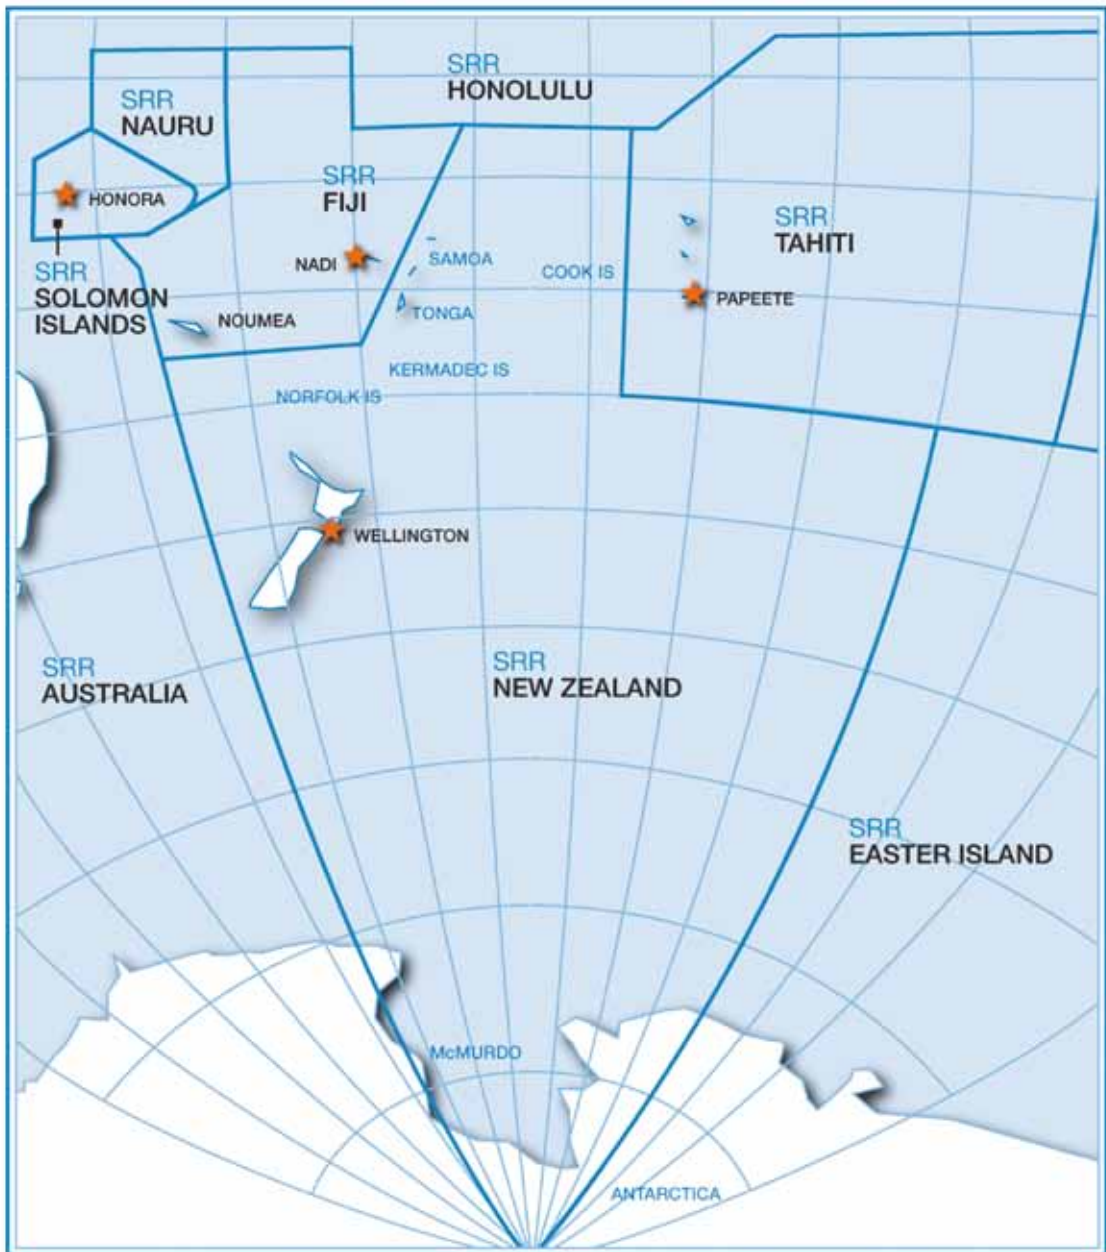 SRR
HONOLULU
SRR
NAURU
SRR
FIJI
HONORA
SRR
TAHITI
SAMOA
NADI
COOK IS
SRR
SOLOMON
ISLANDS
PAPEETE
TONGA
NOUMEA
KERMADEC IS
NORFOLK IS
WELLINGTON
SRR
AUSTRALIA
SRR
NEW ZEALAND
SRR
EASTER ISLAND
McMURDO
ANTARCTICA